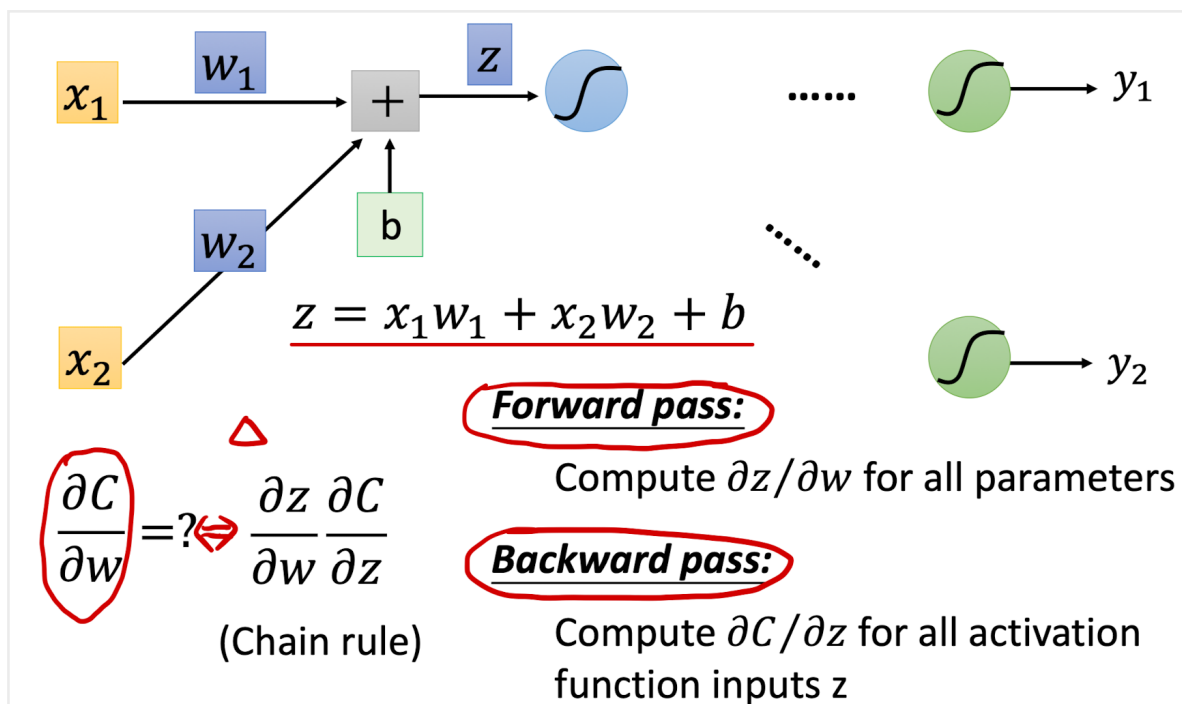 w₁
z
x₁
+
…… y₁
b
w₂
……
z = x₁w₁ + x₂w₂ + b
x₂
y₂
Forward pass:
Compute ∂z/∂w for all parameters
∂C/∂w =? ⇔ ∂z/∂w ∂C/∂z
(Chain rule)
Backward pass:
Compute ∂C/∂z for all activation
function inputs z